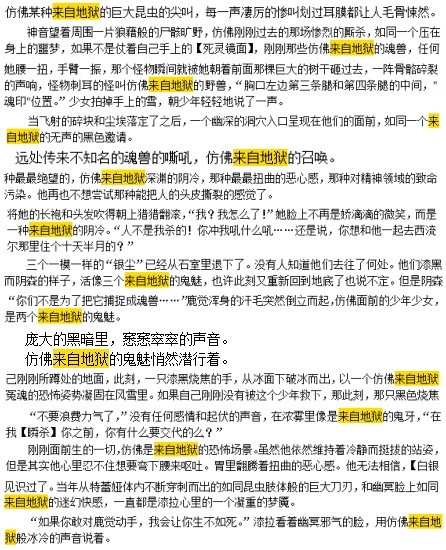 仿佛某种来自地狱的巨大昆虫的尖叫，每一声凄厉的惨叫划过耳膜都让人毛骨悚然。
神音望着周围一片狼藉般的尸骸旷野，仿佛刚刚过去的那场惨烈的厮杀，如同一个压在
身上的噩梦，如果不是仗着自己手上的【死灵镜面】，刚刚那些仿佛来自地狱的魂兽，任何
她腰一扭，手臂一振，那个怪物瞬间就被她朝着前面那棵巨大的树干砸过去，一阵骨骼碎裂
的声响，怪物刺耳的怪叫仿佛来自地狱的兽鸣，“胸口左边第三条腿和第四条腿的中间，”
魂印“位置。”少女拍掉手上的雪，朝少年轻轻地说了一声。
当飞射的碎块和尘埃落定了之后，一个幽深的洞穴入口呈现在他们的面前，如同一个来
自地狱的无声的黑色邀请。
远处传来不知名的魂兽的嘶吼，仿佛来自地狱的召唤。
种最最绝望的，仿佛来自地狱深渊的阴冷，那种最最扭曲的恶心感，那种对精神领域的致命
污染。他再也不想尝试那种能把人的头皮撕裂的感觉了。
将她的长袍和头发吹得朝上猎猎翻滚，“我？我怎么了！”她脸上不再是娇滴滴的微笑，而是
一种来自地狱的阴冷。“人不是我杀的！你冲我吼什么吼……还是说，你想和他一起去西流
尔那里住个十天半月的？”
三个一模一样的“银尘”已经从石室里退下了。没有人知道他们去往了何处。他们漆黑
而阴森的样子，活像三个来自地狱的鬼魅，也许此刻又重新回到地底了也说不定。但是阴森
“你们不是为了把它捕捉成魂兽……”鹿觉浑身的汗毛突然倒立而起，仿佛面前的少年少女，
是两个来自地狱的鬼魅。
庞大的黑暗里，窸窸窣窣的声音。
仿佛来自地狱的鬼魅悄然潜行着。
己刚刚所蹲处的地面，此刻，一只漆黑烧焦的手，从冰面下破冰而出，以一个仿佛来自地狱
冤魂的恐怖姿势凝固在风雪里。如果自己刚刚没有被这个少年救下，那此刻，那只黑色烧焦
“不要浪费力气了，”没有任何感情和起伏的声音，在浓雾里像是来自地狱的鬼牙，“在
我【瞬杀】你之前，你有什么要交代的么？”
刚刚面前发生的一切，仿佛是来自地狱的恐怖场景。虽然他依然维持着冷静而挺拔的站姿，
但是其实他心里忍不住想要弯下腰来呕吐。胃里翻腾着扭曲的恶心感。他无法相信，【白银
见识过了。当年从特蕾娅体内不断穿刺而出的如同昆虫肢体般的巨大刀刃，和幽冥脸上如同
来自地狱的迷幻快感，一直都是漆拉心里的一个凝重的梦魇。
“如果你敢对鹿觉动手，我会让你生不如死。”漆拉看着幽冥邪气的脸，用仿佛来自地
狱般冰冷的声音说着。